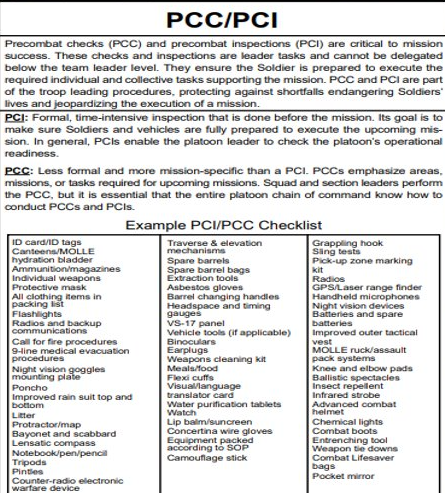 PCC/PCI
Precombat checks (PCC) and precombat inspections (PCI) are critical to mission
success. These checks and inspections are leader tasks and cannot be delegated
below the team leader level. They ensure the Soldier is prepared to execute the
required individual and collective tasks supporting the mission. PCC and PCI are part
of the troop leading procedures, protecting against shortfalls endangering Soldiers'
lives and jeopardizing the execution of a mission.
PCI: Formal, time-intensive inspection that is done before the mission. Its goal is to
make sure Soldiers and vehicles are fully prepared to execute the upcoming mis-
sion. In general, PCIs enable the platoon leader to check the platoon's operational
readiness.
PCC: Less formal and more mission-specific than a PCI. PCCs emphasize areas,
missions, or tasks required for upcoming missions. Squad and section leaders perform
the PCC, but it is essential that the entire platoon chain of command know how to
conduct PCCs and PCIs.
Example PCI/PCC Checklist
ID card/ID tags
Canteens/MOLLE
hydration bladder
Ammunition/magazines
Individual weapons
Protective mask
All clothing items in
packing list
Flashlights
Radios and backup
communications
Call for fire procedures
9-line medical evacuation
procedures
Night vision goggles
mounting plate
Poncho
Improved rain suit top and
bottom
Litter
Protractor/map
Bayonet and scabbard
Lensatic compass
Notebook/pen/pencil
Tripods
Pintles
Counter-radio electronic
warfare device
Traverse & elevation
mechanisms
Spare barrels
Spare barrel bags
Extraction tools
Asbestos gloves
Barrel changing handles
Headspace and timing
gauges
VS-17 panel
Vehicle tools (if applicable)
Binoculars
Earplugs
Weapons cleaning kit
Meals/food
Flexi cuffs
Visual/language
translator card
Water purification tablets
Watch
Lip balm/suncreen
Concertina wire gloves
Equipment packed
according to SOP
Camouflage stick
Grappling hook
Sling tests
Pick-up zone marking
kit
Radios
GPS/Laser range finder
Handheld microphones
Night vision devices
Batteries and spare
batteries
Improved outer tactical
vest
MOLLE ruck/assault
pack systems
Knee and elbow pads
Ballistic spectacles
Insect repellent
Infrared strobe
Advanced combat
helmet
Chemical lights
Combat boots
Entrenching tool
Weapon tie downs
Combat Lifesaver
bags
Pocket mirror